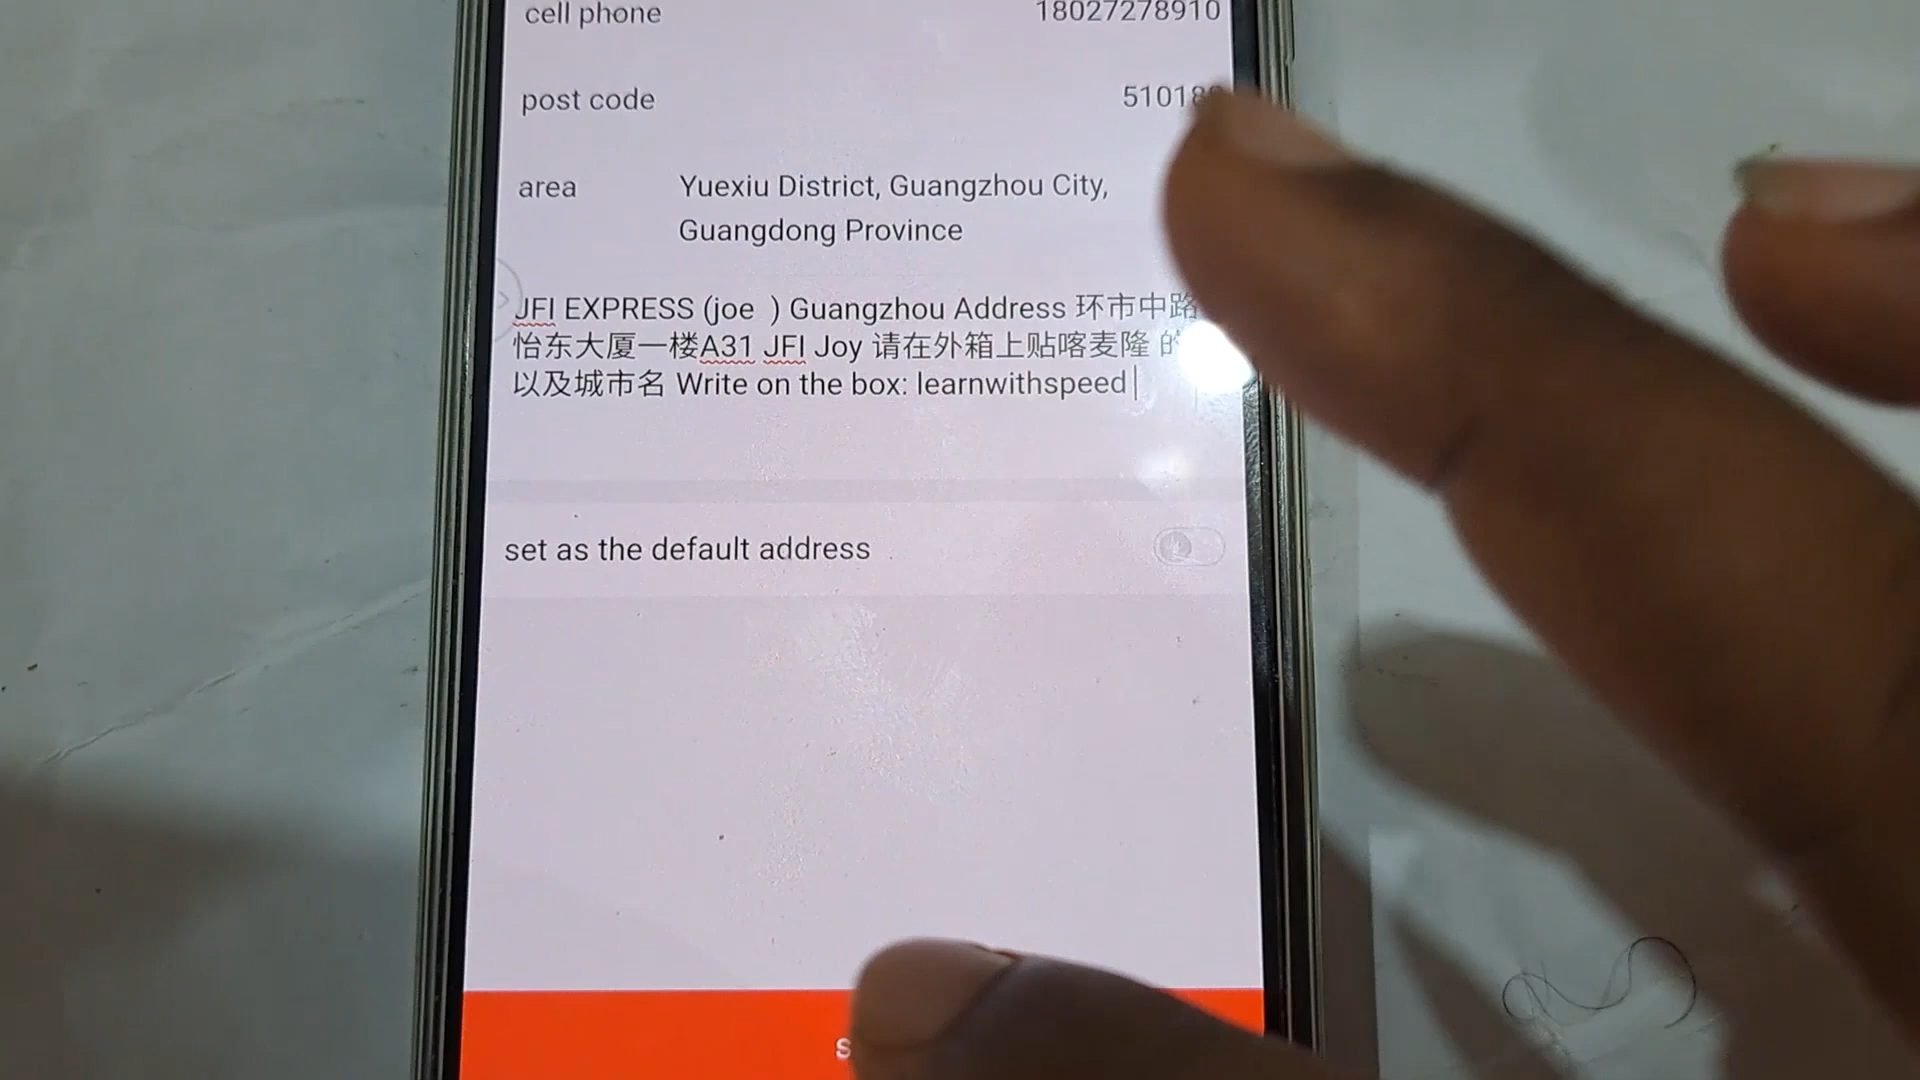 cell phone 18027278910
post code 51018
area Yuexiu District, Guangzhou City,
Guangdong Province
JFI EXPRESS (joe ) Guangzhou Address 环市中路
怡东大厦一楼A31 JFI Joy 请在外箱上贴喀麦隆 的
以及城市名 Write on the box: learnwithspeed
set as the default address